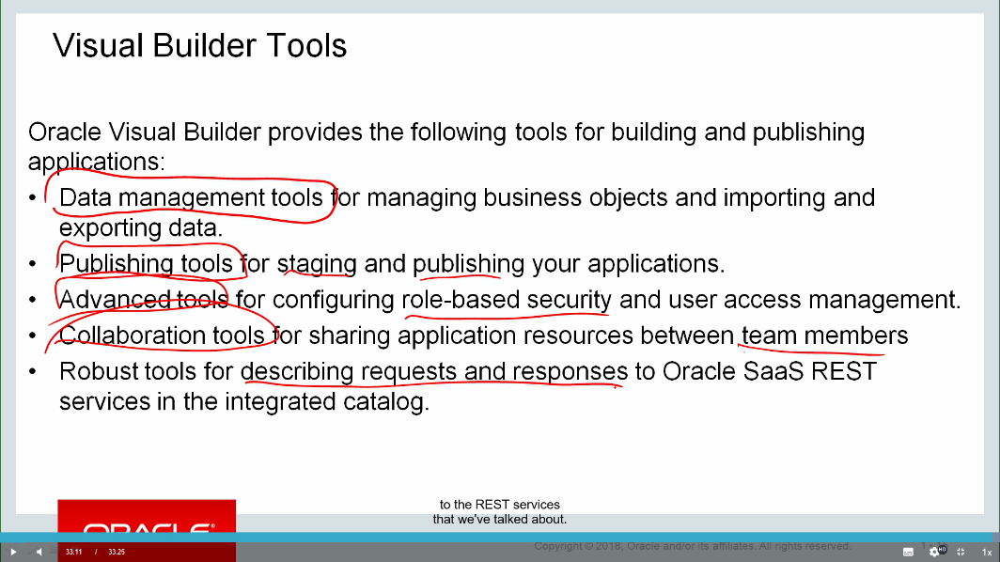 Visual Builder Tools
Oracle Visual Builder provides the following tools for building and publishing
applications:
• Data management tools for managing business objects and importing and
exporting data.
• Publishing tools for staging and publishing your applications.
• Advanced tools for configuring role-based security and user access management.
• Collaboration tools for sharing application resources between team members
• Robust tools for describing requests and responses to Oracle SaaS REST
services in the integrated catalog.
to the REST services
that we've talked about.
ORACLE®
Copyright © 2018, Oracle and/or its affiliates. All rights reserved.
33:11 / 33:25
HD
1x